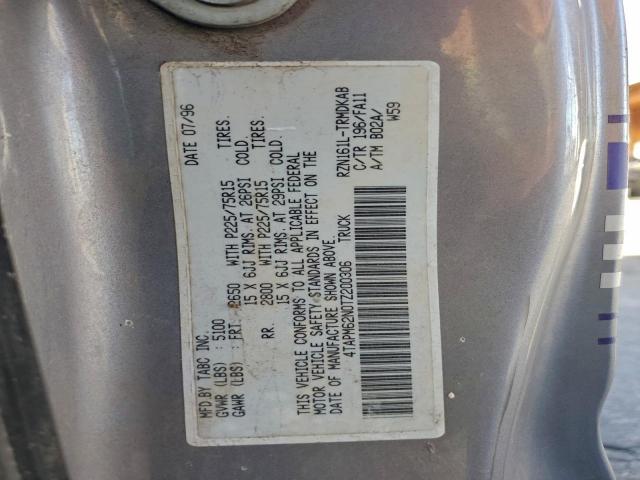 MFD.BY TABC INC. DATE 07/96
GVWR (LBS) : 5100
GAWR (LBS) : FRT. 2650 WITH P225/75R15 TIRES.
15 X 6JJ RIMS. AT 26PSI COLD
RR. 2800 WITH P225/75R15 TIRES.
15 X 6JJ RIMS. AT 29PSI COLD
THIS VEHICLE CONFORMS TO ALL APPLICABLE FEDERAL
MOTOR VEHICLE SAFETY STANDARDS IN EFFECT ON THE
DATE OF MANUFACTURE SHOWN ABOVE.
4TAPM62N0TZ200306 TRUCK
RZN161L-TRMDKAB
C/TR 196/FA11
A/TM B02A/
W59